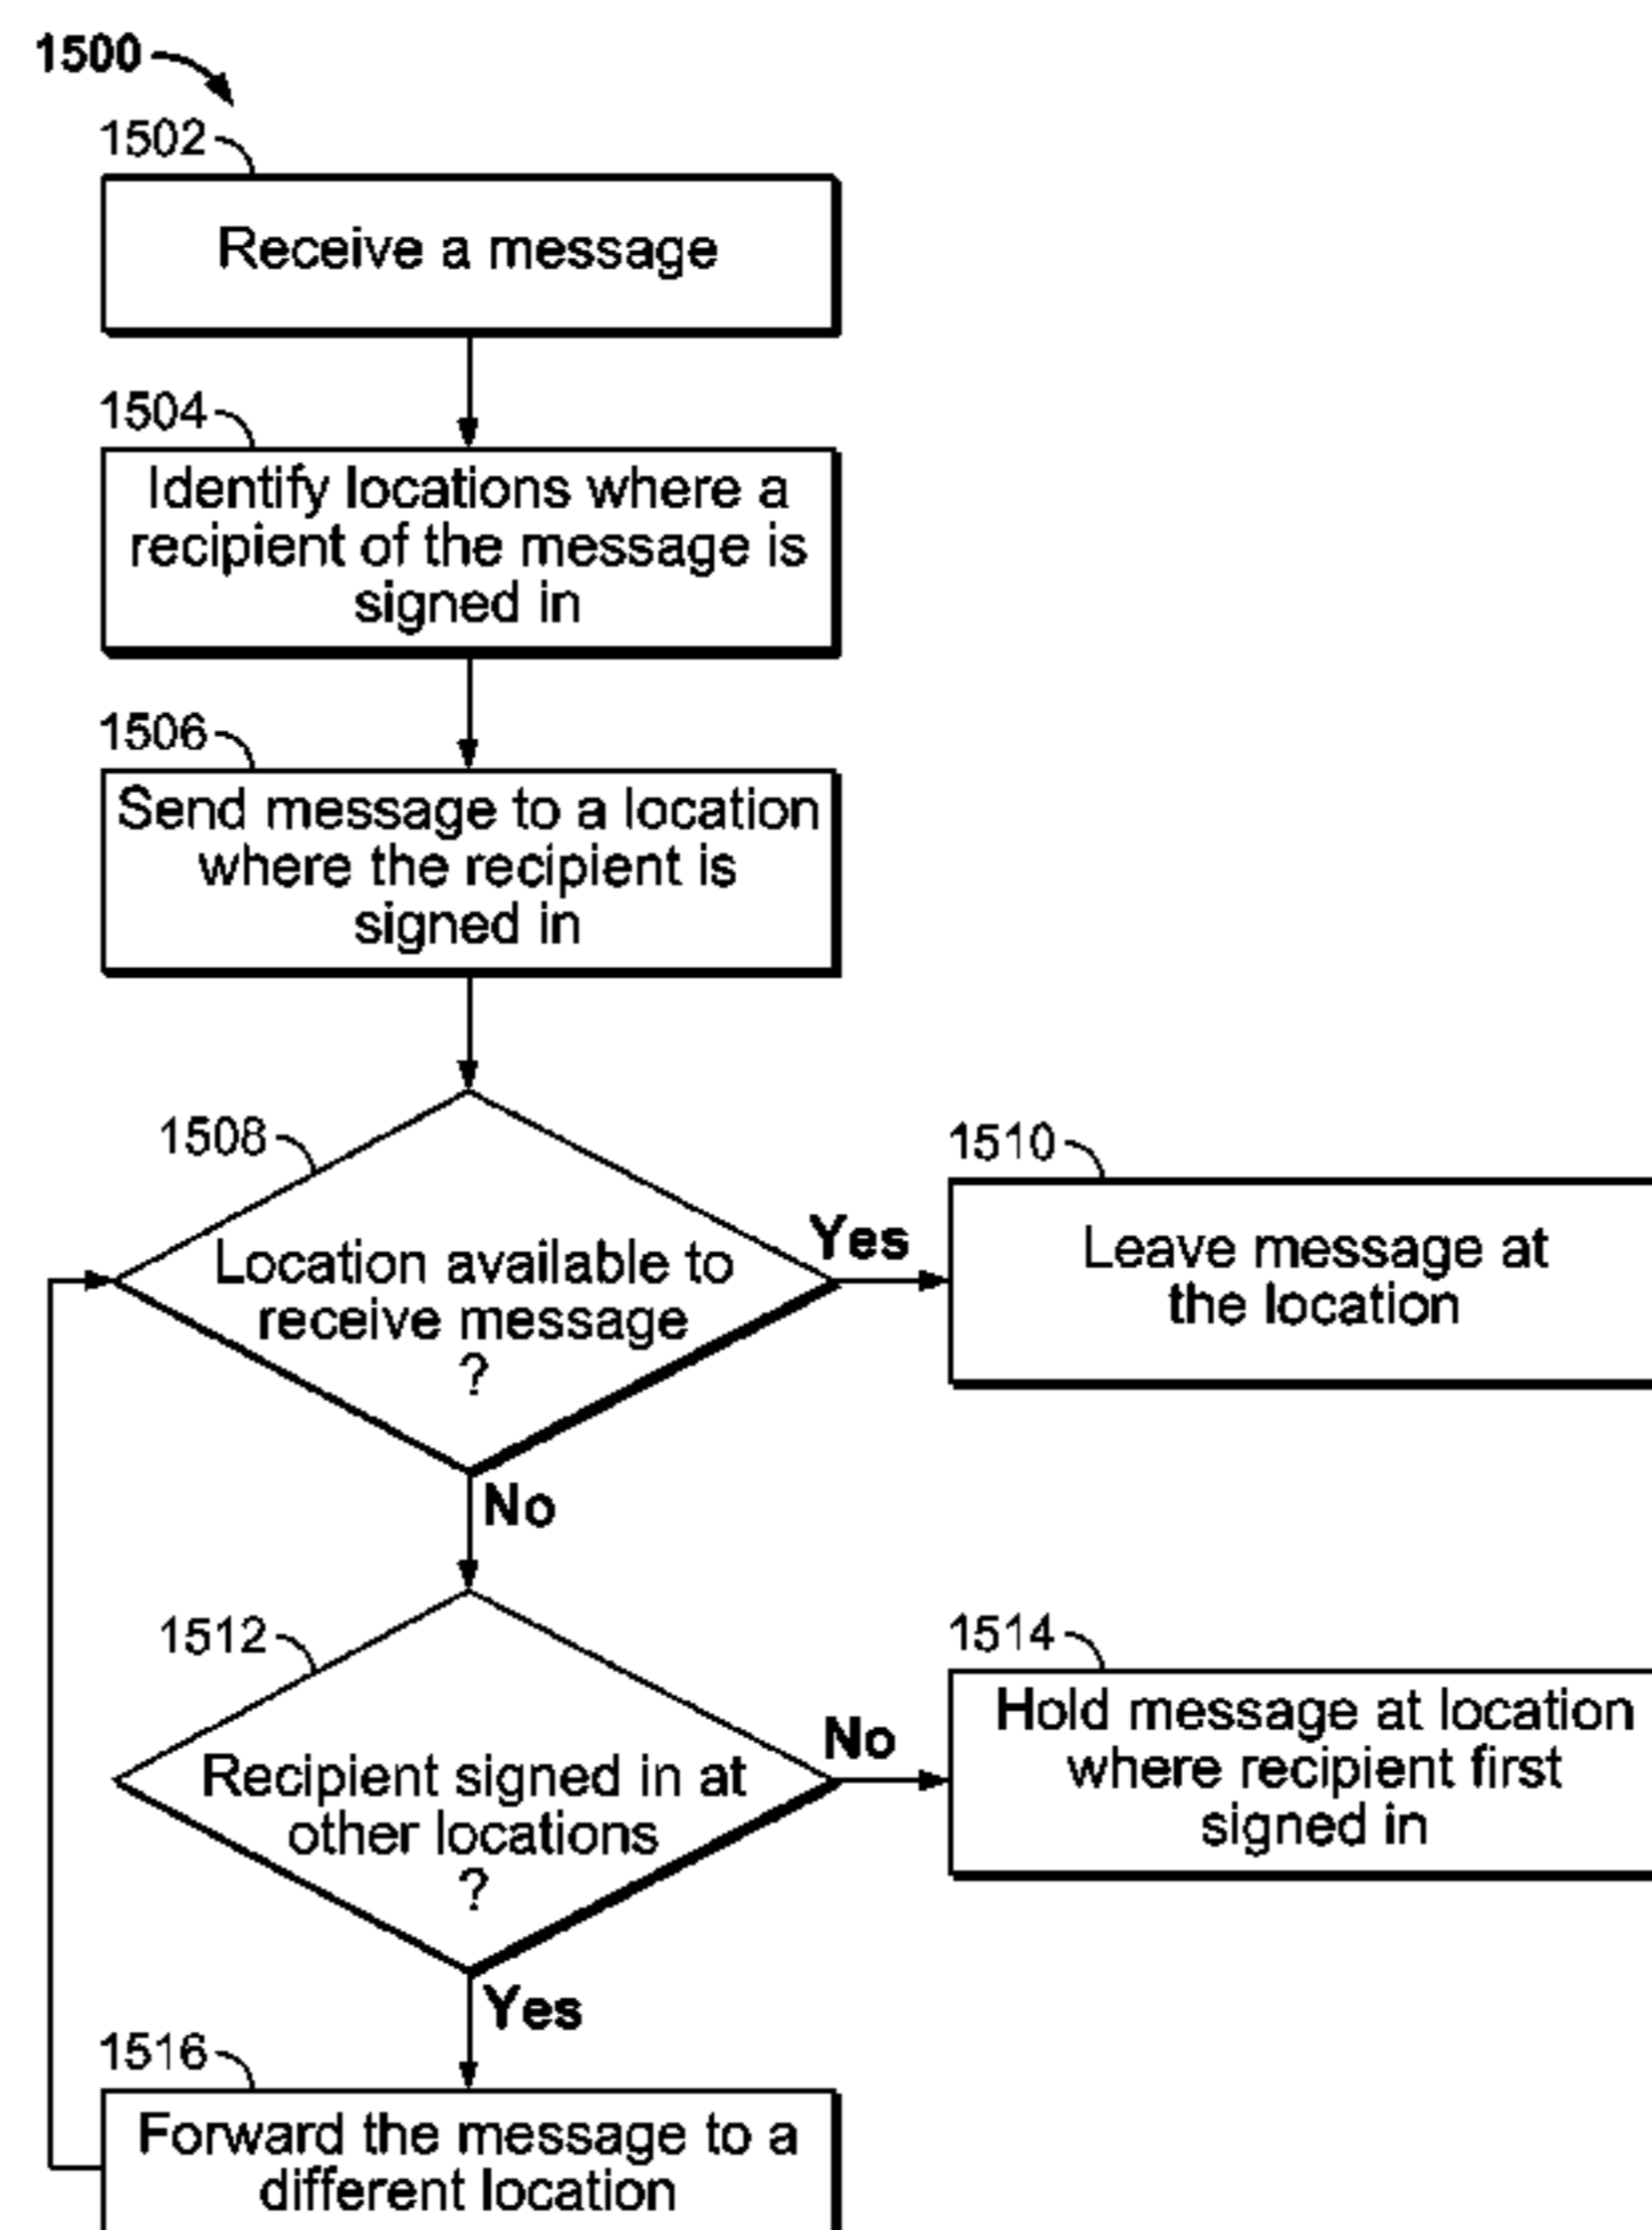 1500
1502
Receive a message
1504
Identify locations where a
recipient of the message is
signed in
1506
Send message to a location
where the recipient is
signed in
1508
Location available to
receive message
?
Yes
1510
Leave message at
the location
No
1512
Recipient signed in at
other locations
?
No
1514
Hold message at location
where recipient first
signed in
Yes
1516
Forward the message to a
different location